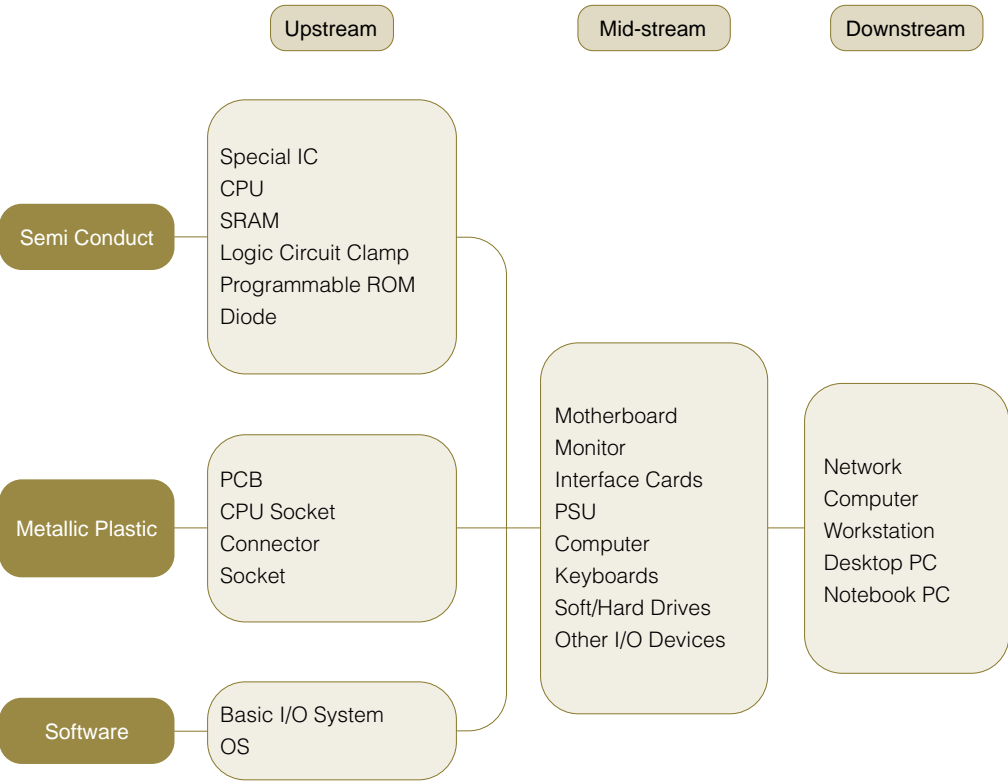 Upstream
Mid-stream
Downstream
Semi Conduct
Special IC
CPU
SRAM
Logic Circuit Clamp
Programmable ROM
Diode
Metallic Plastic
PCB
CPU Socket
Connector
Socket
Software
Basic I/O System
OS
Motherboard
Monitor
Interface Cards
PSU
Computer
Keyboards
Soft/Hard Drives
Other I/O Devices
Network
Computer
Workstation
Desktop PC
Notebook PC